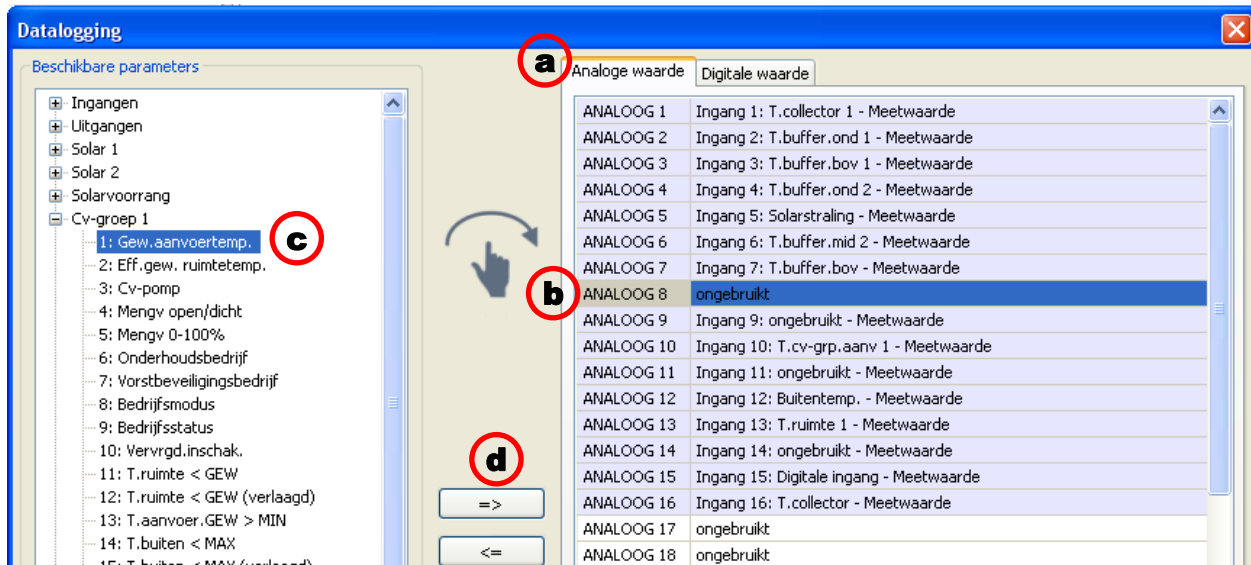 Datalogging
Beschikbare parameters
Ingangen
Uitgangen
Solar 1
Solar 2
Solarvoorrang
Cv-groep 1
1: Gew.aanvoertemp.
2: Eff.gew. ruimtetemp.
3: Cv-pomp
4: Mengv open/dicht
5: Mengv 0-100%
6: Onderhoudsbedrijf
7: Vorstbeveiligingsbedrijf
8: Bedrijfsmodus
9: Bedrijfsstatus
10: Vervrgd.inschak.
11: T.ruimte < GEW
12: T.ruimte < GEW (verlaagd)
13: T.aanvoer.GEW > MIN
14: T.buiten < MAX
15: T.buiten < MAX (verlaagd)
c
d
=>
<=
a
Analoge waarde Digitale waarde
ANALOOG 1 Ingang 1: T.collector 1 - Meetwaarde
ANALOOG 2 Ingang 2: T.buffer.ond 1 - Meetwaarde
ANALOOG 3 Ingang 3: T.buffer.bov 1 - Meetwaarde
ANALOOG 4 Ingang 4: T.buffer.ond 2 - Meetwaarde
ANALOOG 5 Ingang 5: Solarstraling - Meetwaarde
ANALOOG 6 Ingang 6: T.buffer.mid 2 - Meetwaarde
ANALOOG 7 Ingang 7: T.buffer.bov - Meetwaarde
b ANALOOG 8 ongebruikt
ANALOOG 9 Ingang 9: ongebruikt - Meetwaarde
ANALOOG 10 Ingang 10: T.cv-grp.aanv 1 - Meetwaarde
ANALOOG 11 Ingang 11: ongebruikt - Meetwaarde
ANALOOG 12 Ingang 12: Buitentemp. - Meetwaarde
ANALOOG 13 Ingang 13: T.ruimte 1 - Meetwaarde
ANALOOG 14 Ingang 14: ongebruikt - Meetwaarde
ANALOOG 15 Ingang 15: Digitale ingang - Meetwaarde
ANALOOG 16 Ingang 16: T.collector - Meetwaarde
ANALOOG 17 ongebruikt
ANALOOG 18 ongebruikt